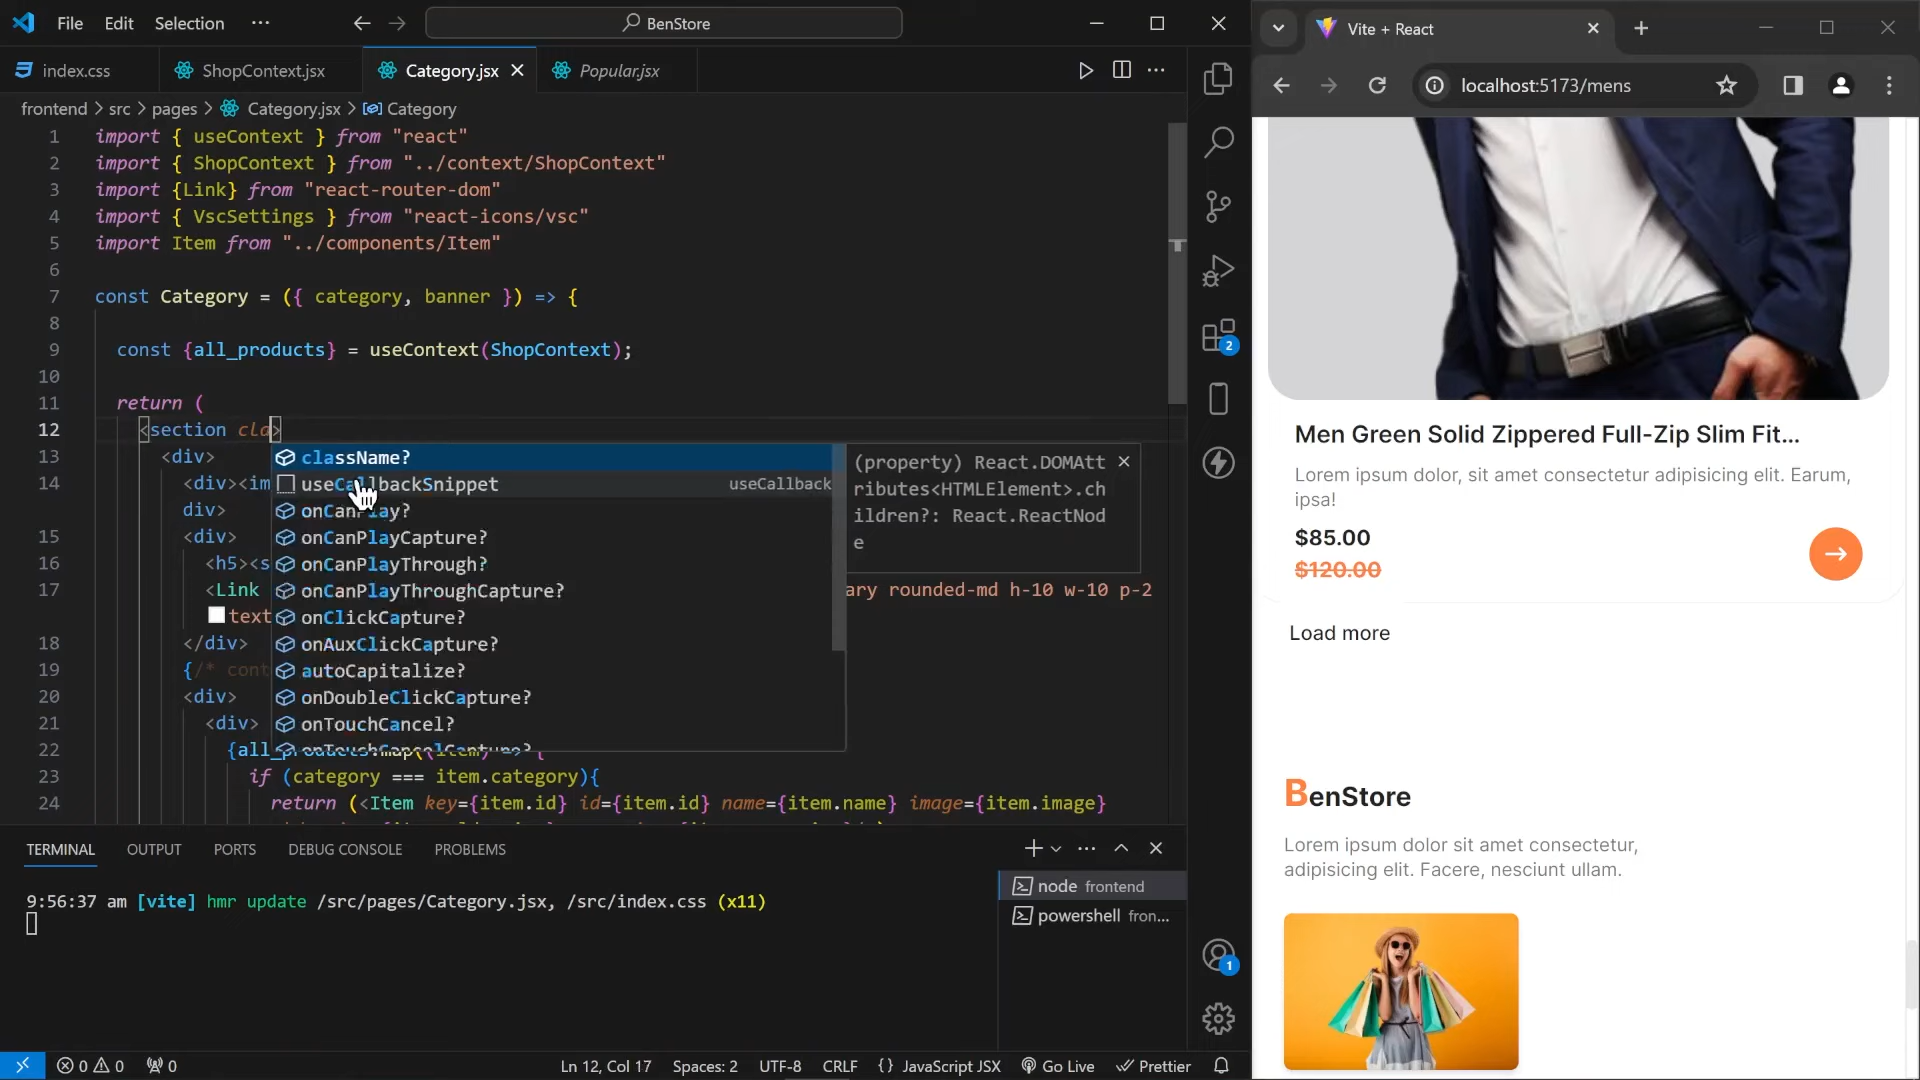 File Edit Selection ···
BenStore
index.css
ShopContext.jsx
Category.jsx
Popular.jsx
frontend > src > pages > Category.jsx > Category
1 import { useContext } from "react"
2 import { ShopContext } from "../context/ShopContext"
3 import {Link} from "react-router-dom"
4 import { VscSettings } from "react-icons/vsc"
5 import Item from "../components/Item"
6
7 const Category = ({ category, banner }) => {
8
9 const {all_products} = useContext(ShopContext);
10
11 return (
12 <section cla>
13 <div>
14 <div><im
div>
15 <div>
16 <h5><s
17 <Link
ary rounded-md h-10 w-10 p-2
text
18 </div>
19 {/* cont
20 <div>
21 <div>
22 {all_products.map((item) => {
23 if (category === item.category){
24 return (<Item key={item.id} id={item.id} name={item.name} image={item.image}
className?
useCallbackSnippet useCallback
onCanPlay?
onCanPlayCapture?
onCanPlayThrough?
onCanPlayThroughCapture?
onClickCapture?
onAuxClickCapture?
autoCapitalize?
onDoubleClickCapture?
onTouchCancel?
onTouchCancelCapture?
(property) React.DOMAtt
ributes<HTMLElement>.ch
ildren?: React.ReactNod
e
TERMINAL OUTPUT PORTS DEBUG CONSOLE PROBLEMS
9:56:37 am [vite] hmr update /src/pages/Category.jsx, /src/index.css (x11)
node frontend
powershell fron...
2
1
0 0 0
Ln 12, Col 17 Spaces: 2 UTF-8 CRLF {} JavaScript JSX Go Live Prettier
Vite + React
localhost:5173/mens
Men Green Solid Zippered Full-Zip Slim Fit...
Lorem ipsum dolor, sit amet consectetur adipisicing elit. Earum,
ipsa!
$85.00
$120.00
Load more
BenStore
Lorem ipsum dolor sit amet consectetur,
adipisicing elit. Facere, nesciunt ullam.